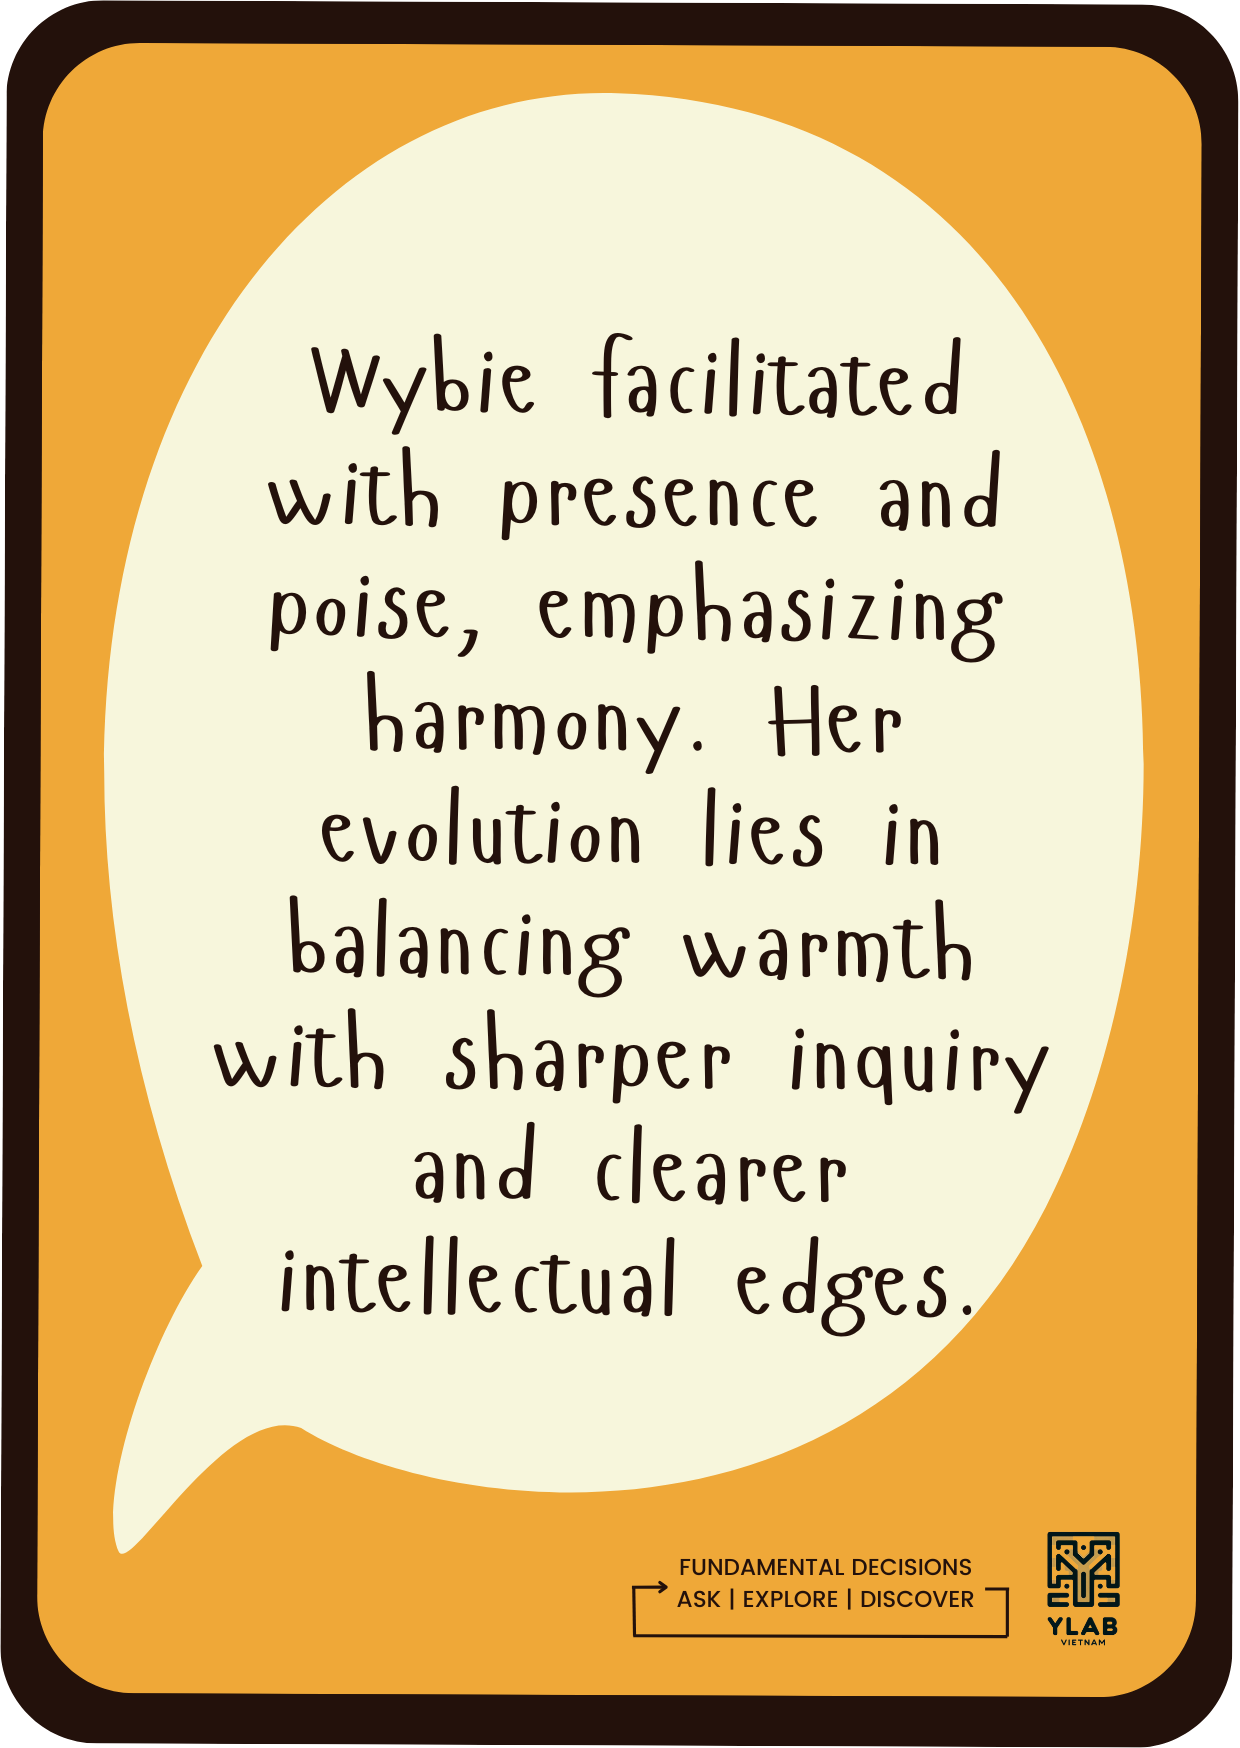 Wybie facilitated
with presence and
poise, emphasizing
harmony. Her
evolution lies in
balancing warmth
with sharper inquiry
and clearer
intellectual edges.
FUNDAMENTAL DECISIONS
ASK | EXPLORE | DISCOVER
YLAB
VIETNAM